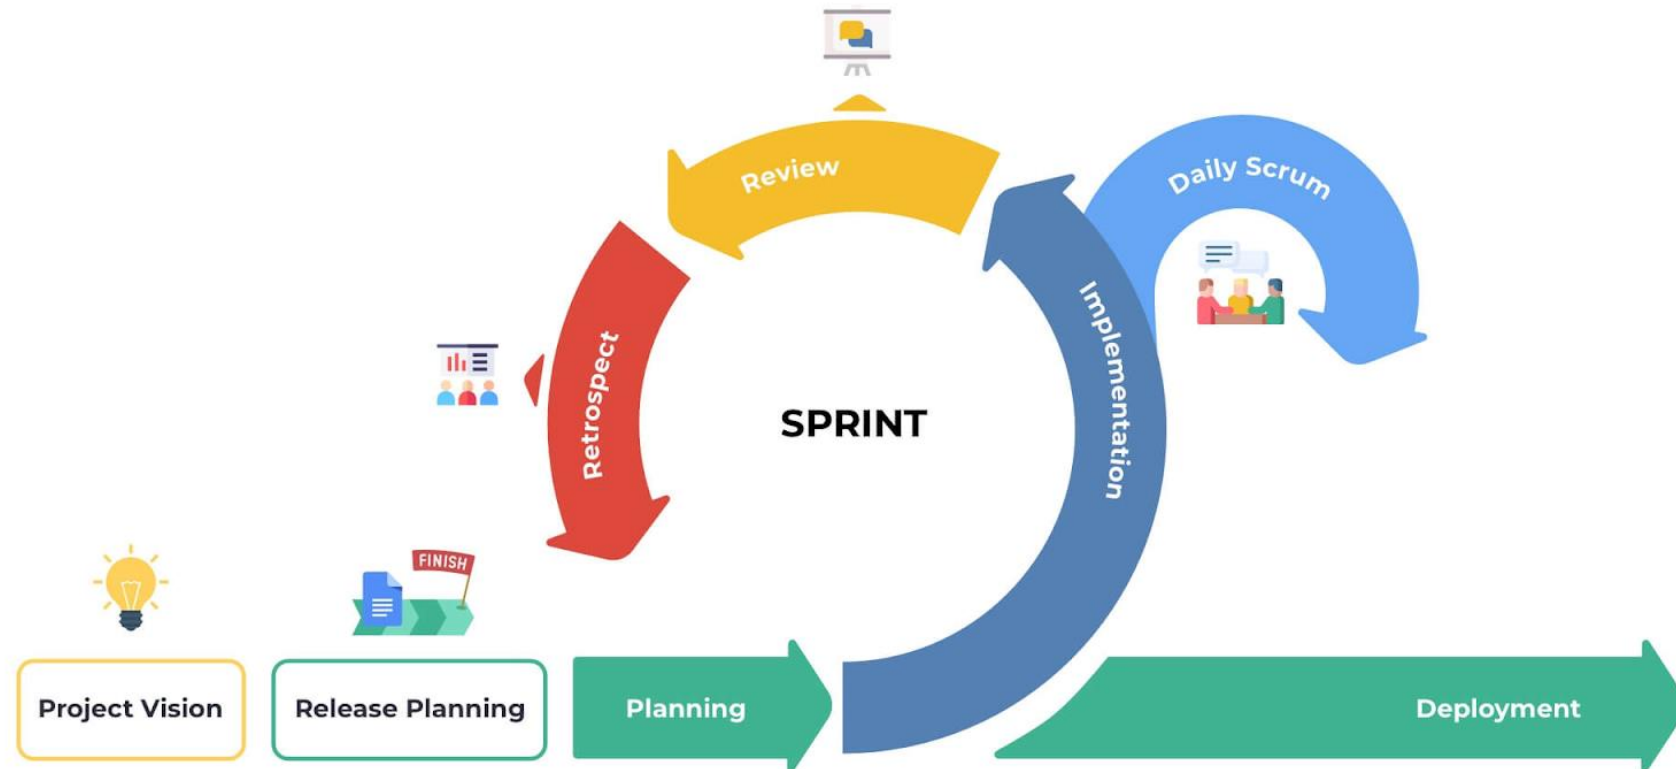 Review
Daily Scrum
Implementation
Retrospect
SPRINT
FINISH
Project Vision
Release Planning
Planning
Deployment